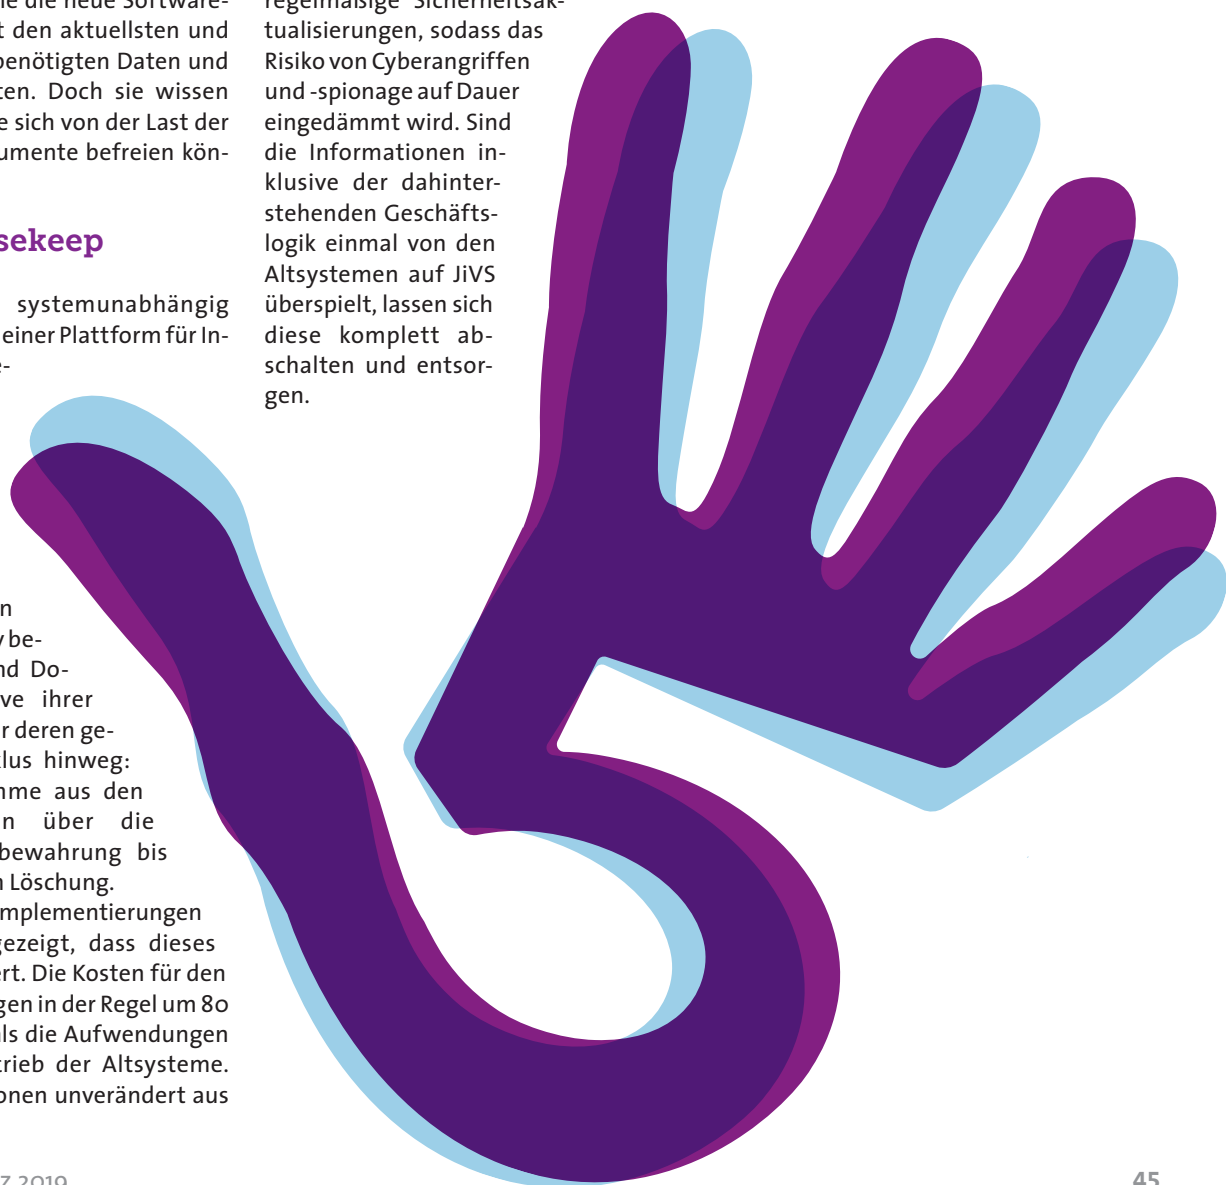 die neue Software-
den aktuellsten und
benötigten Daten und
ten. Doch sie wissen
sich von der Last der
umente befreien kön-
sekeep
systemunabhängig
einer Plattform für In-
e-
n
be-
nd Do-
ve ihrer
r deren ge-
klus hinweg:
hme aus den
n über die
bewahrung bis
n Löschung.
mplementierungen
gezeigt, dass dieses
ert. Die Kosten für den
gen in der Regel um 80
als die Aufwendungen
trieb der Altsysteme.
onen unverändert aus
regelmäßige Sicherheitsak-
tualisierungen, sodass das
Risiko von Cyberangriffen
und -spionage auf Dauer
eingedämmt wird. Sind
die Informationen in-
klusive der dahinter-
stehenden Geschäfts-
logik einmal von den
Altsystemen auf JiVS
überspielt, lassen sich
diese komplett ab-
schalten und entsor-
gen.
2019
45